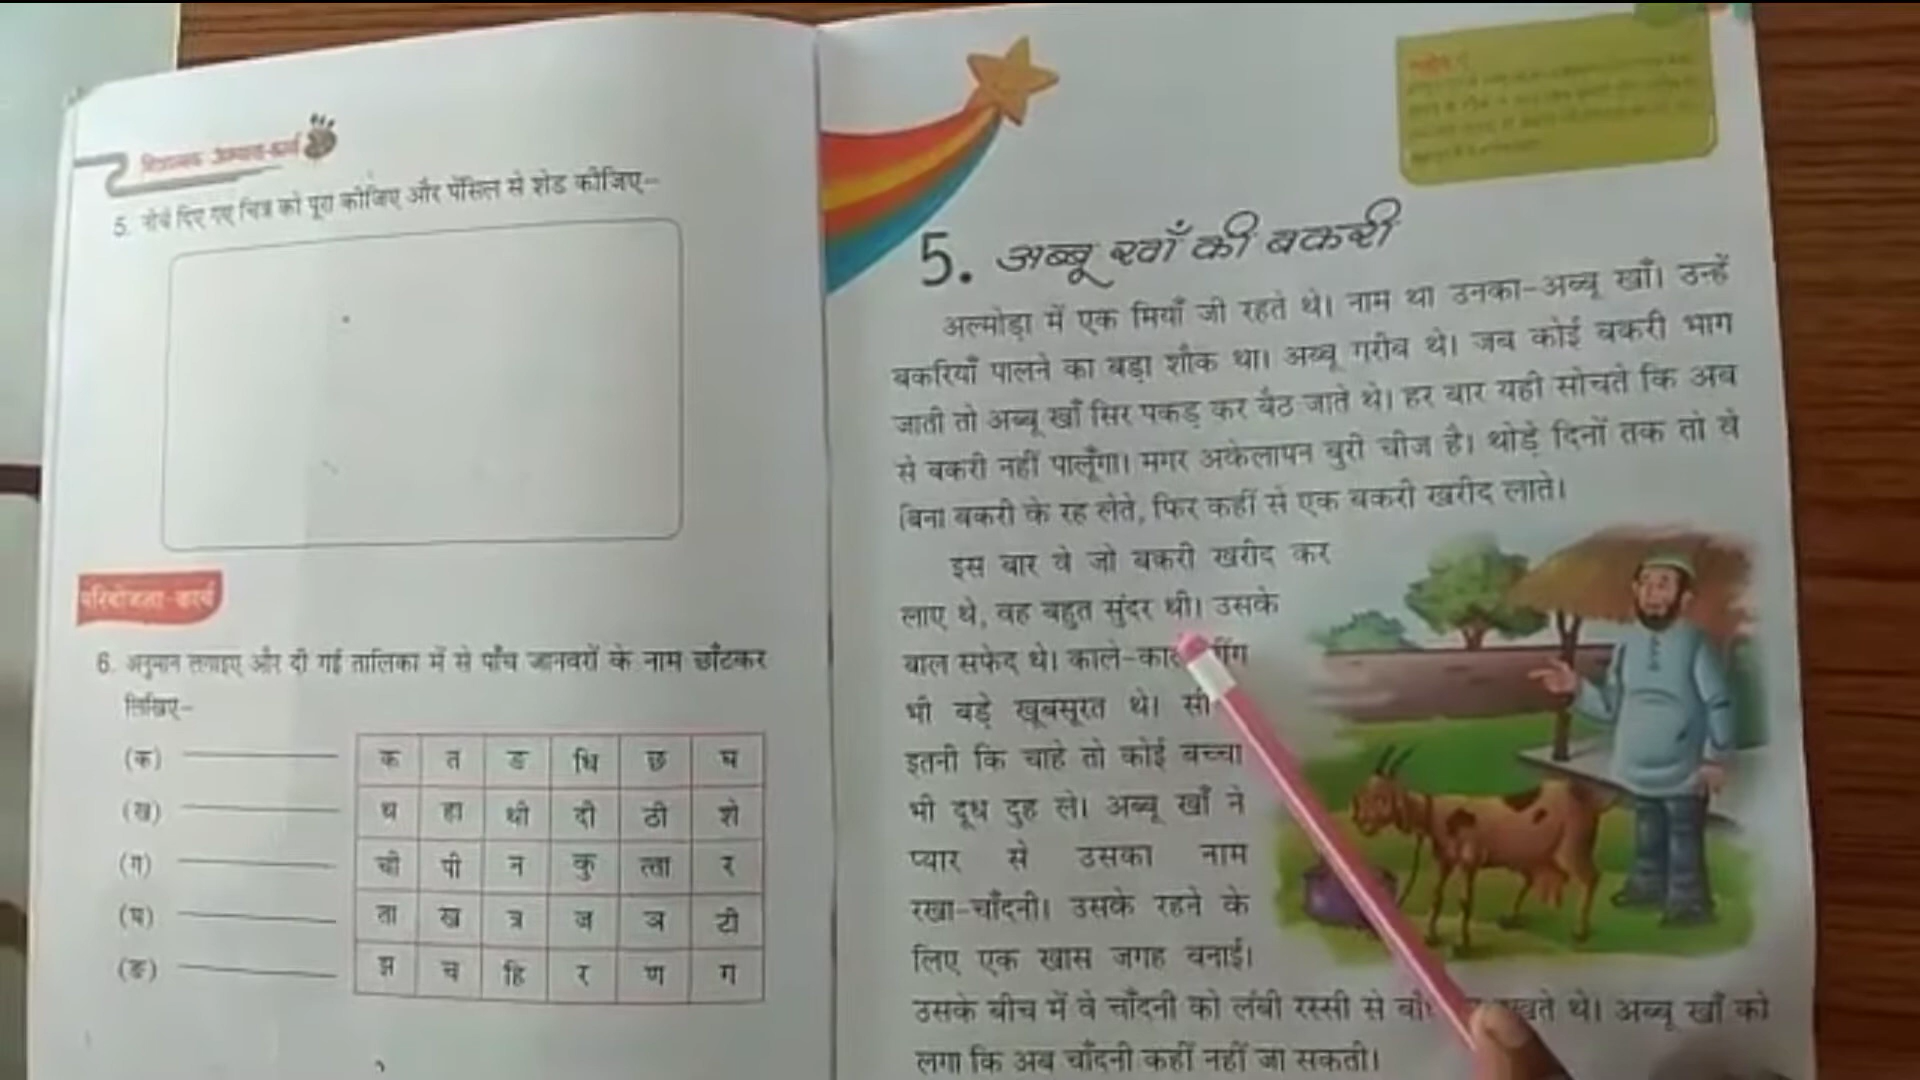 चित्रात्मक अभ्यास-कार्य
5. नीचे दिए गए चित्र को पूरा कीजिए और पेंसिल से शेड कीजिए–
परियोजना-कार्य
6. अनुमान लगाइए और दी गई तालिका में से पाँच जानवरों के नाम छाँटकर
लिखिए–
(क)
(ख)
(ग)
(घ)
(ङ)
क त ङ धि छ घ
थ हा थी दी ठी शे
ची पी न कु त्ता र
ता ख त्र ज ञ टी
झ च हि र ण ग
5. अब्बू खाँ की बकरी
अल्मोड़ा में एक मियाँ जी रहते थे। नाम था उनका–अब्बू खाँ। उन्हें
बकरियाँ पालने का बड़ा शौक था। अब्बू गरीब थे। जब कोई बकरी भाग
जाती तो अब्बू खाँ सिर पकड़ कर बैठ जाते थे। हर बार यही सोचते कि अब
से बकरी नहीं पालूँगा। मगर अकेलापन बुरी चीज है। थोड़े दिनों तक तो वे
बिना बकरी के रह लेते, फिर कहीं से एक बकरी खरीद लाते।
इस बार वे जो बकरी खरीद कर
लाए थे, वह बहुत सुंदर थी। उसके
बाल सफेद थे। काले-काले सींग
भी बड़े खूबसूरत थे। सी
इतनी कि चाहे तो कोई बच्चा
भी दूध दुह ले। अब्बू खाँ ने
प्यार से उसका नाम
रखा–चाँदनी। उसके रहने के
लिए एक खास जगह बनाई।
उसके बीच में वे चाँदनी को लंबी रस्सी से थे। अब्बू खाँ को
लगा कि अब चाँदनी कहीं नहीं जा सकती।